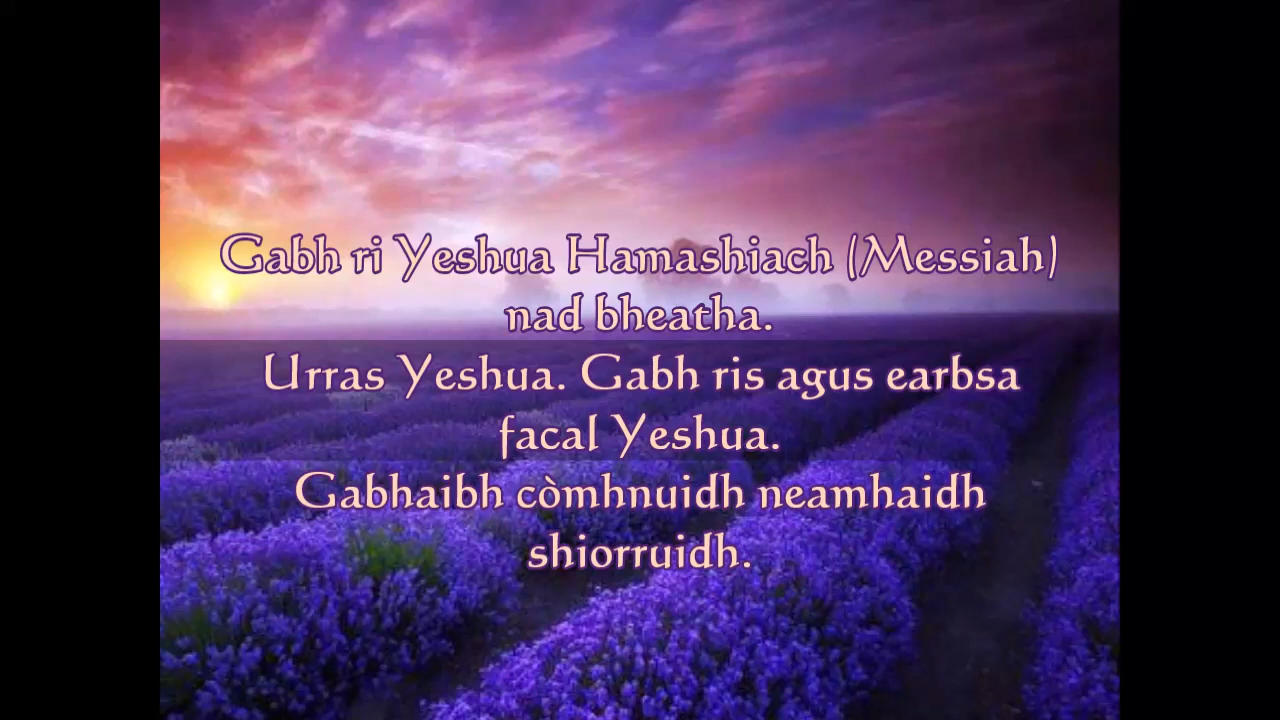 Gabh ri Yeshua Hamashiach (Messiah)
nad bheatha.
Urras Yeshua. Gabh ris agus earbsa
facal Yeshua.
Gabhaibh còmhnuidh neamhaidh
shiorruidh.